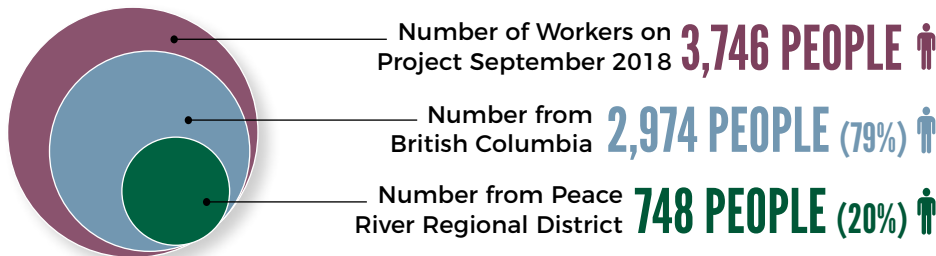 Number of Workers on
Project September 2018 3,746 PEOPLE
Number from
British Columbia 2,974 PEOPLE (79%)
Number from Peace
River Regional District 748 PEOPLE (20%)